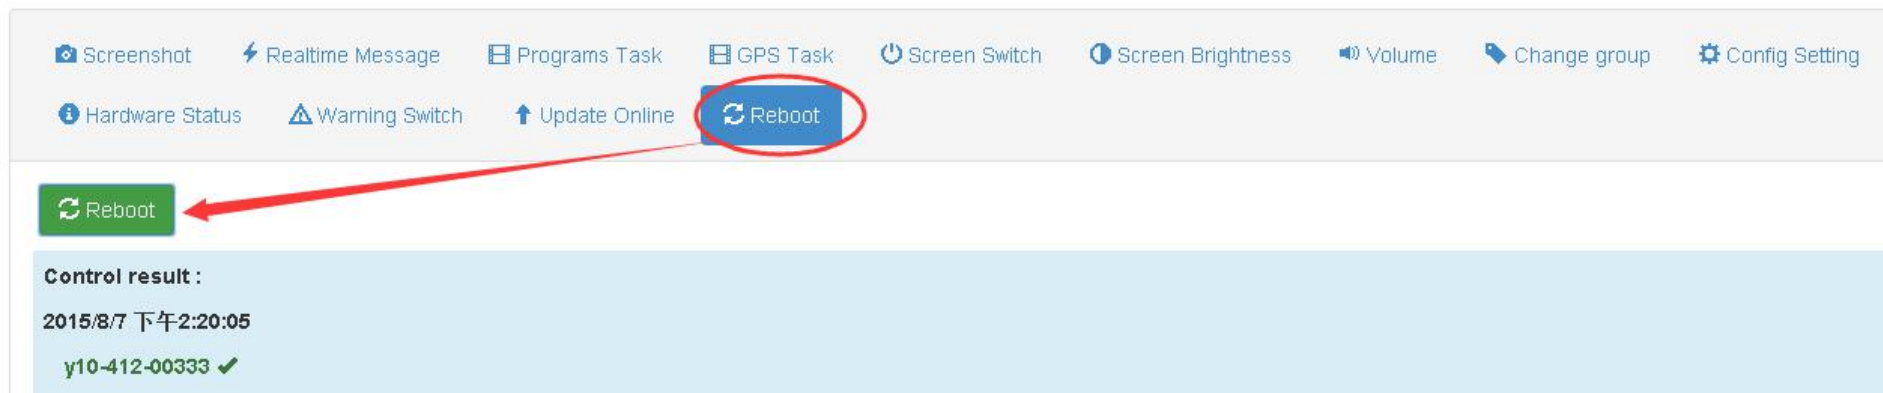 Screenshot Realtime Message Programs Task GPS Task Screen Switch Screen Brightness Volume Change group Config Setting
Hardware Status Warning Switch Update Online Reboot
Reboot
Control result :
2015/8/7 下午2:20:05
y10-412-00333